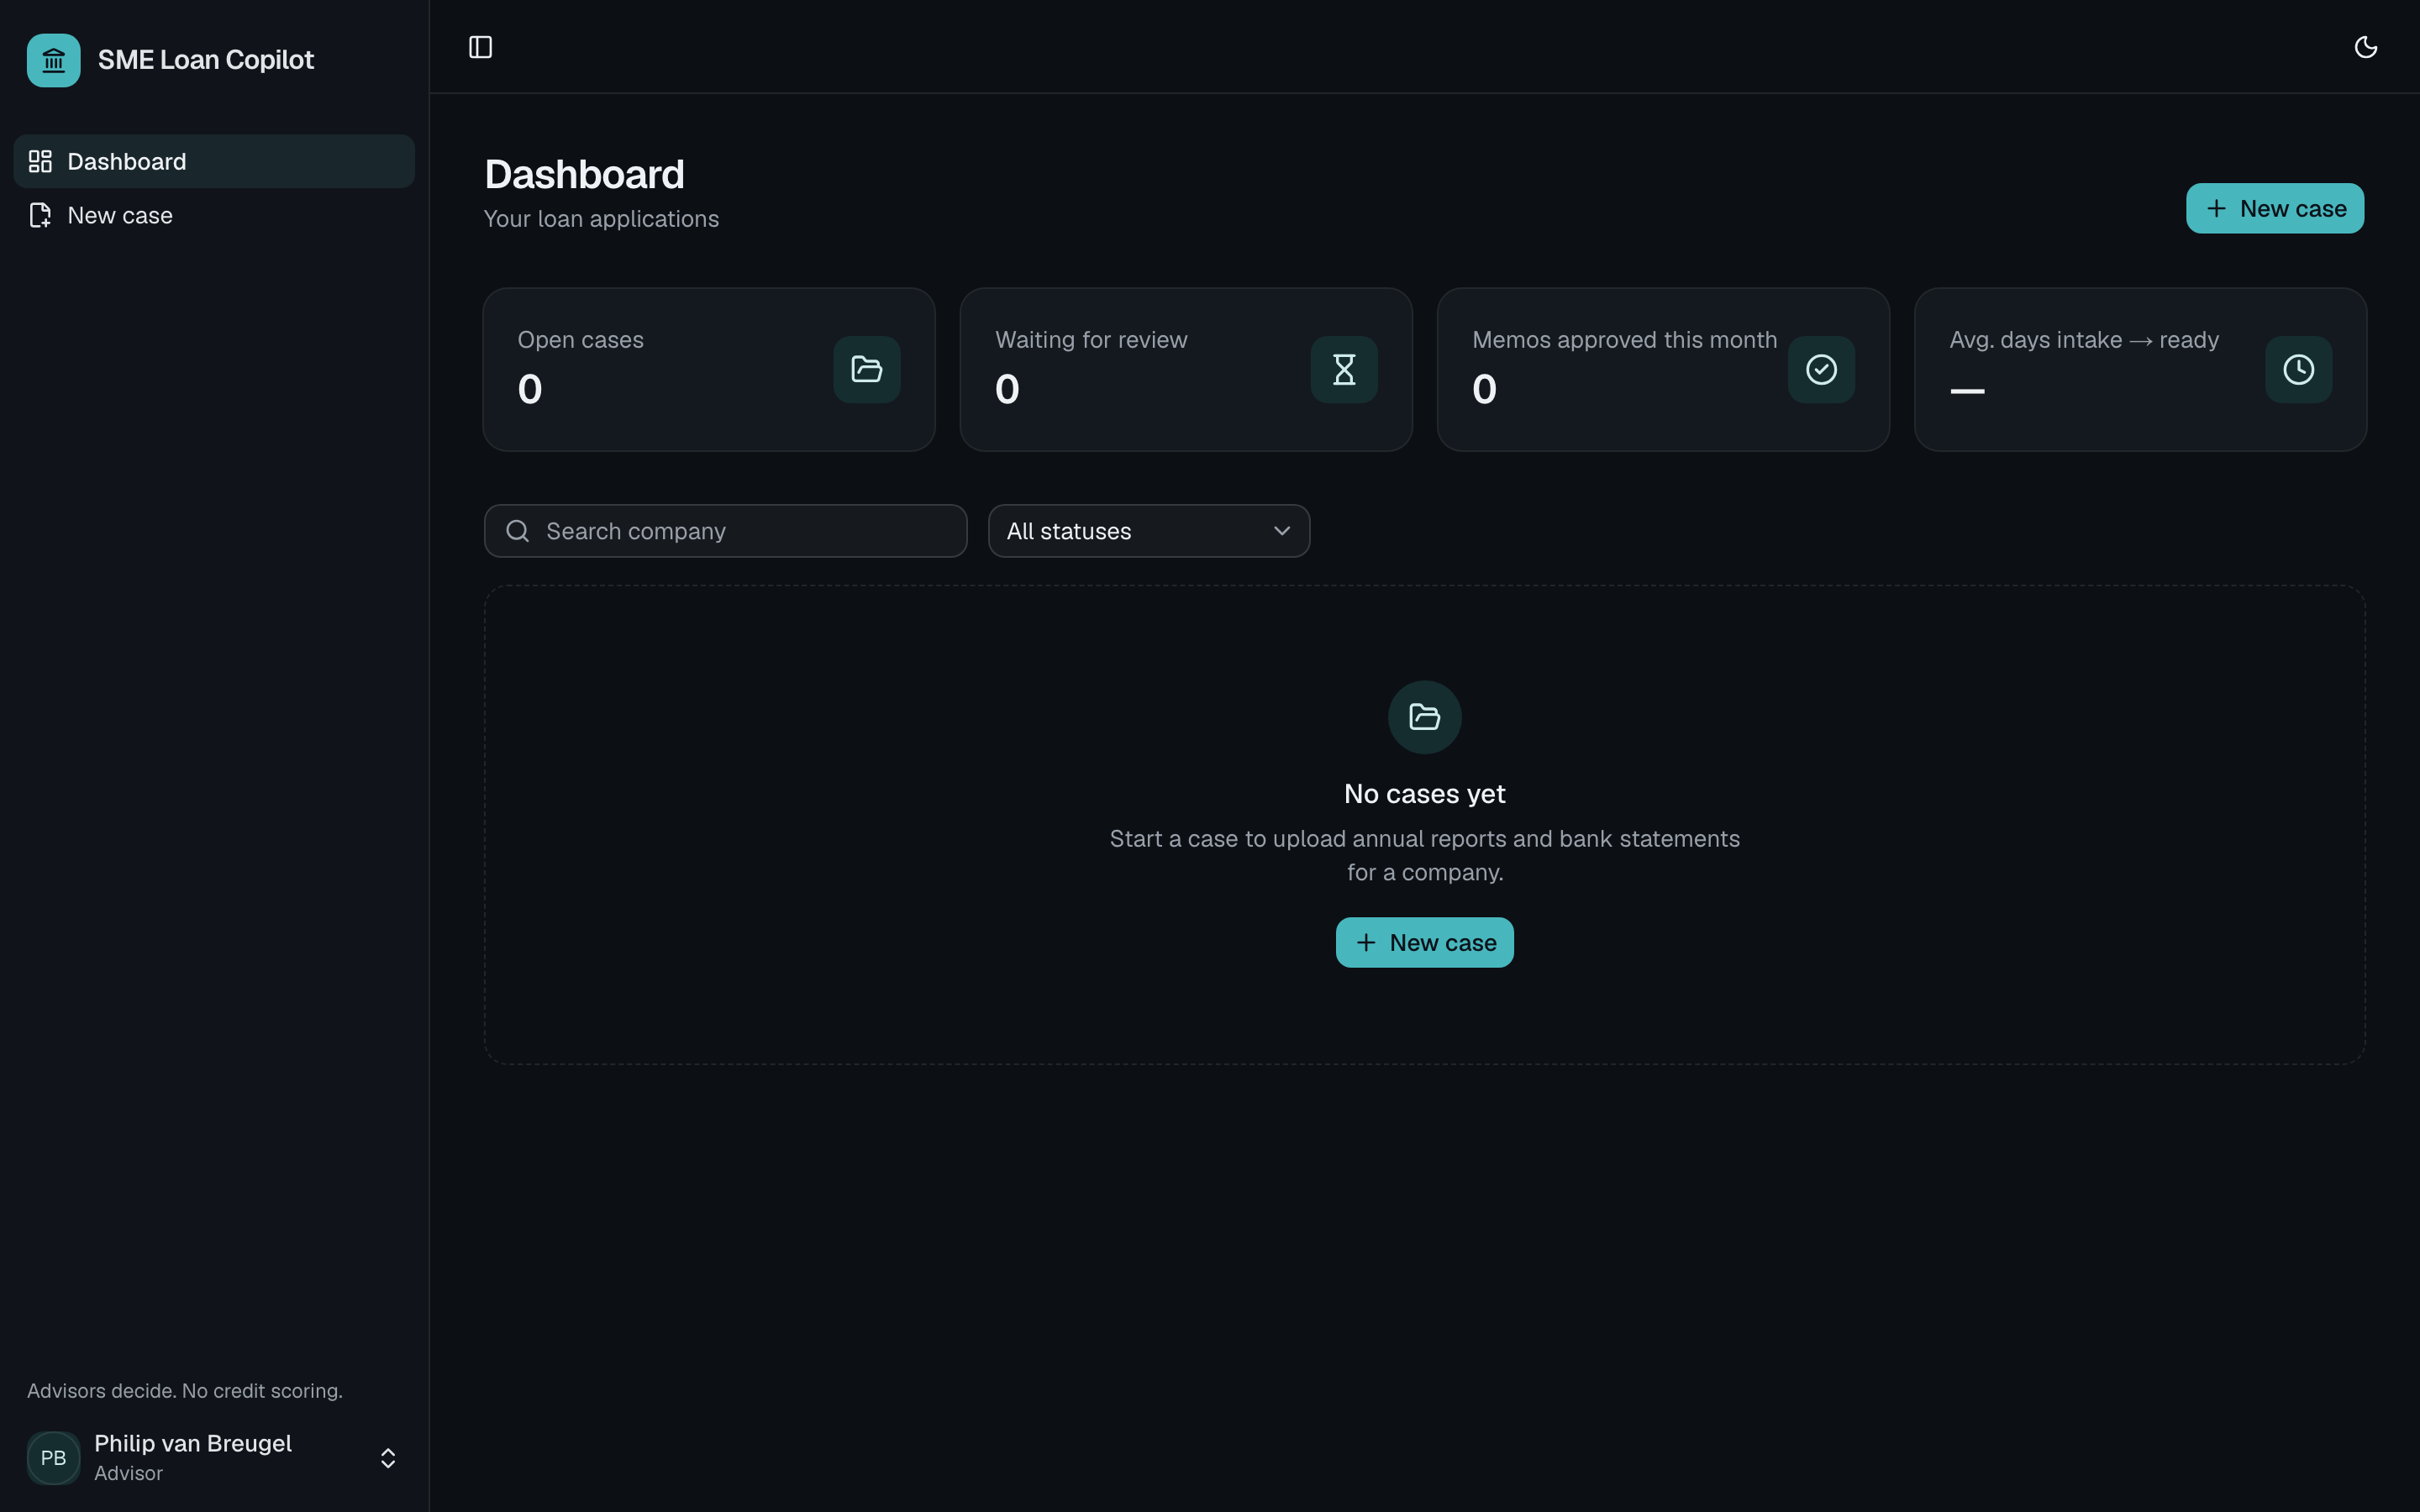 SME Loan Copilot
Dashboard
New case
Dashboard
Your loan applications
New case
Open cases
0
Waiting for review
0
Memos approved this month
0
Avg. days intake → ready
—
Search company
All statuses
No cases yet
Start a case to upload annual reports and bank statements
for a company.
New case
Advisors decide. No credit scoring.
PB
Philip van Breugel
Advisor